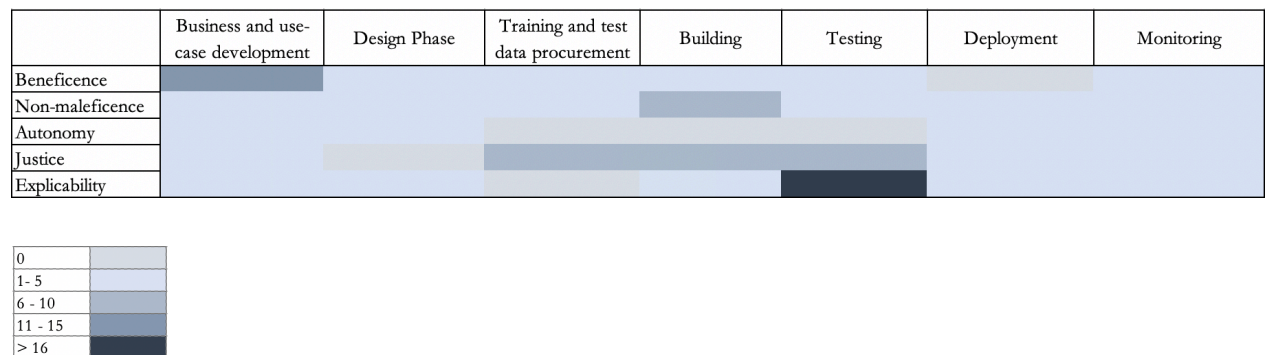 Business and use-
case development
Design Phase
Training and test
data procurement
Building
Testing
Deployment
Monitoring
Beneficence
Non-maleficence
Autonomy
Justice
Explicability
0
1- 5
6 - 10
11 - 15
> 16